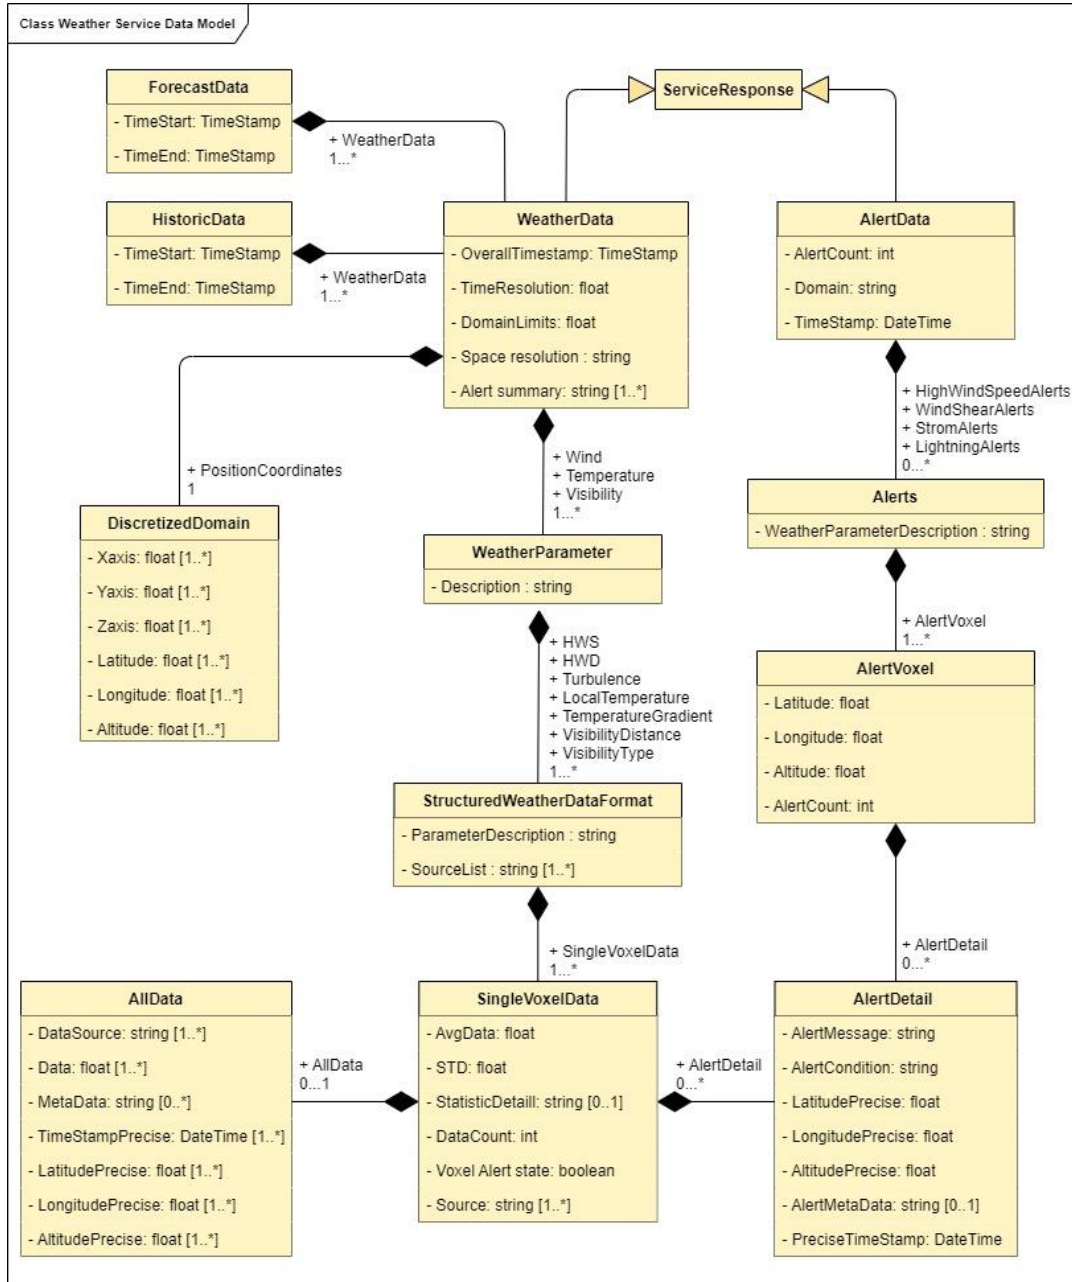 Class Weather Service Data Model
ForecastData
- TimeStart: TimeStamp
- TimeEnd: TimeStamp
+ WeatherData
1...*
ServiceResponse
HistoricData
- TimeStart: TimeStamp
- TimeEnd: TimeStamp
+ WeatherData
1...*
WeatherData
- OverallTimestamp: TimeStamp
- TimeResolution: float
- DomainLimits: float
- Space resolution : string
- Alert summary: string [1..*]
AlertData
- AlertCount: int
- Domain: string
- TimeStamp: DateTime
+ HighWindSpeedAlerts
+ WindShearAlerts
+ StromAlerts
+ LightningAlerts
0...*
+ PositionCoordinates
1
+ Wind
+ Temperature
+ Visibility
1...*
Alerts
- WeatherParameterDescription : string
DiscretizedDomain
- Xaxis: float [1..*]
- Yaxis: float [1..*]
- Zaxis: float [1..*]
- Latitude: float [1..*]
- Longitude: float [1..*]
- Altitude: float [1..*]
WeatherParameter
- Description : string
+ AlertVoxel
1...*
+ HWS
+ HWD
+ Turbulence
+ LocalTemperature
+ TemperatureGradient
+ VisibilityDistance
+ VisibilityType
1...*
AlertVoxel
- Latitude: float
- Longitude: float
- Altitude: float
- AlertCount: int
StructuredWeatherDataFormat
- ParameterDescription : string
- SourceList : string [1..*]
+ SingleVoxelData
1...*
+ AlertDetail
0...*
AllData
- DataSource: string [1..*]
- Data: float [1..*]
- MetaData: string [0..*]
- TimeStampPrecise: DateTime [1..*]
- LatitudePrecise: float [1..*]
- LongitudePrecise: float [1..*]
- AltitudePrecise: float [1..*]
+ AllData
0...1
SingleVoxelData
- AvgData: float
- STD: float
- StatisticDetaill: string [0..1]
- DataCount: int
- Voxel Alert state: boolean
- Source: string [1..*]
+ AlertDetail
0...*
AlertDetail
- AlertMessage: string
- AlertCondition: string
- LatitudePrecise: float
- LongitudePrecise: float
- AltitudePrecise: float
- AlertMetaData: string [0..1]
- PreciseTimeStamp: DateTime